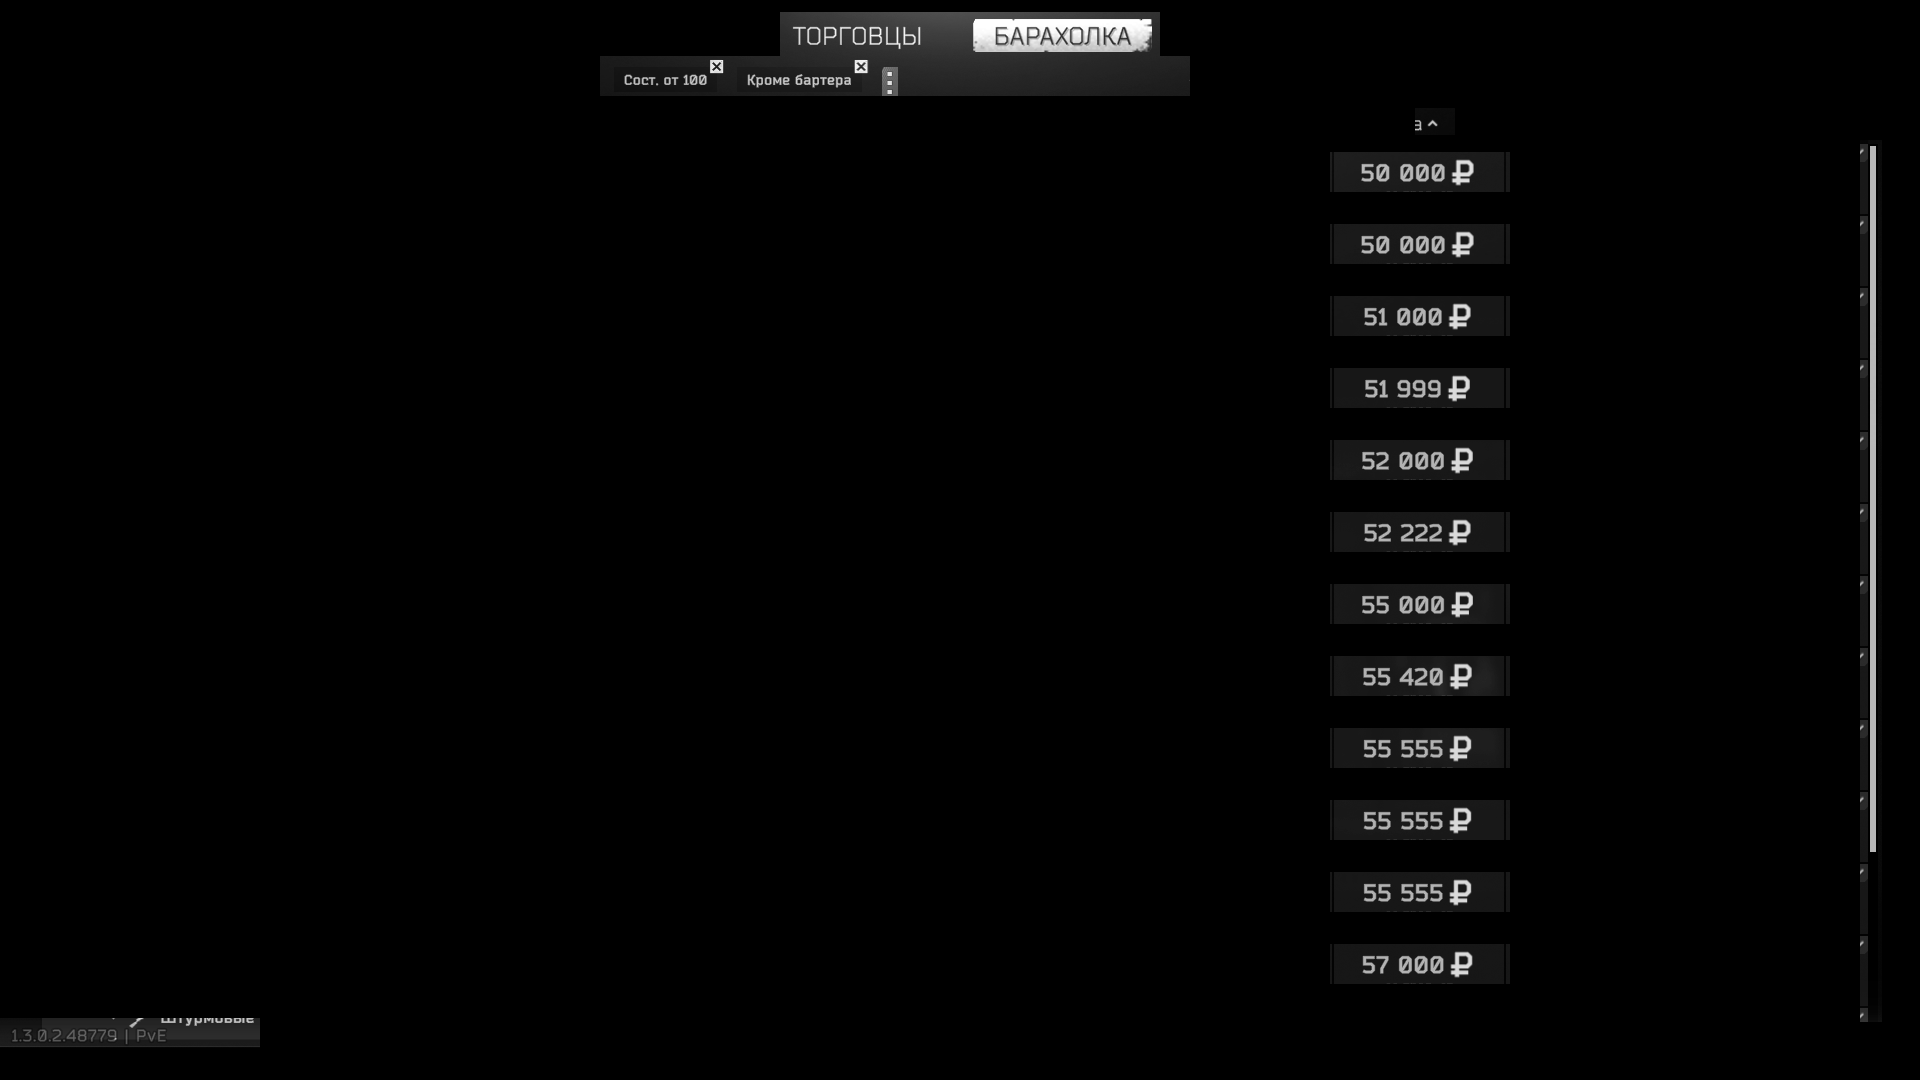 ТОРГОВЦЫ БАРАХОЛКА
Сост. от 100 Кроме бартера
а
50 000 ₽
50 000 ₽
51 000 ₽
51 999 ₽
52 000 ₽
52 222 ₽
55 000 ₽
55 420 ₽
55 555 ₽
55 555 ₽
55 555 ₽
57 000 ₽
Штурмовые
1.3.0.2.48779 | PvE